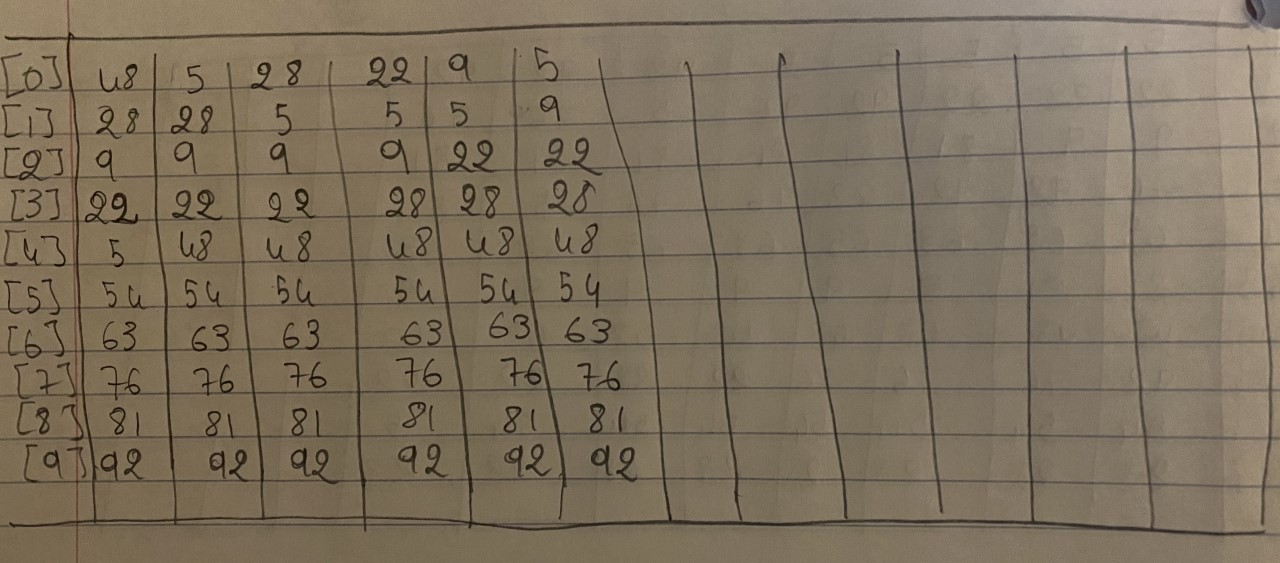 [0] 48 5 28 22 9 5
[1] 28 28 5 5 5 9
[2] 9 9 9 9 22 22
[3] 22 22 22 28 28 28
[4] 5 48 48 48 48 48
[5] 54 54 54 54 54 54
[6] 63 63 63 63 63 63
[7] 76 76 76 76 76 76
[8] 81 81 81 81 81 81
[9] 92 92 92 92 92 92